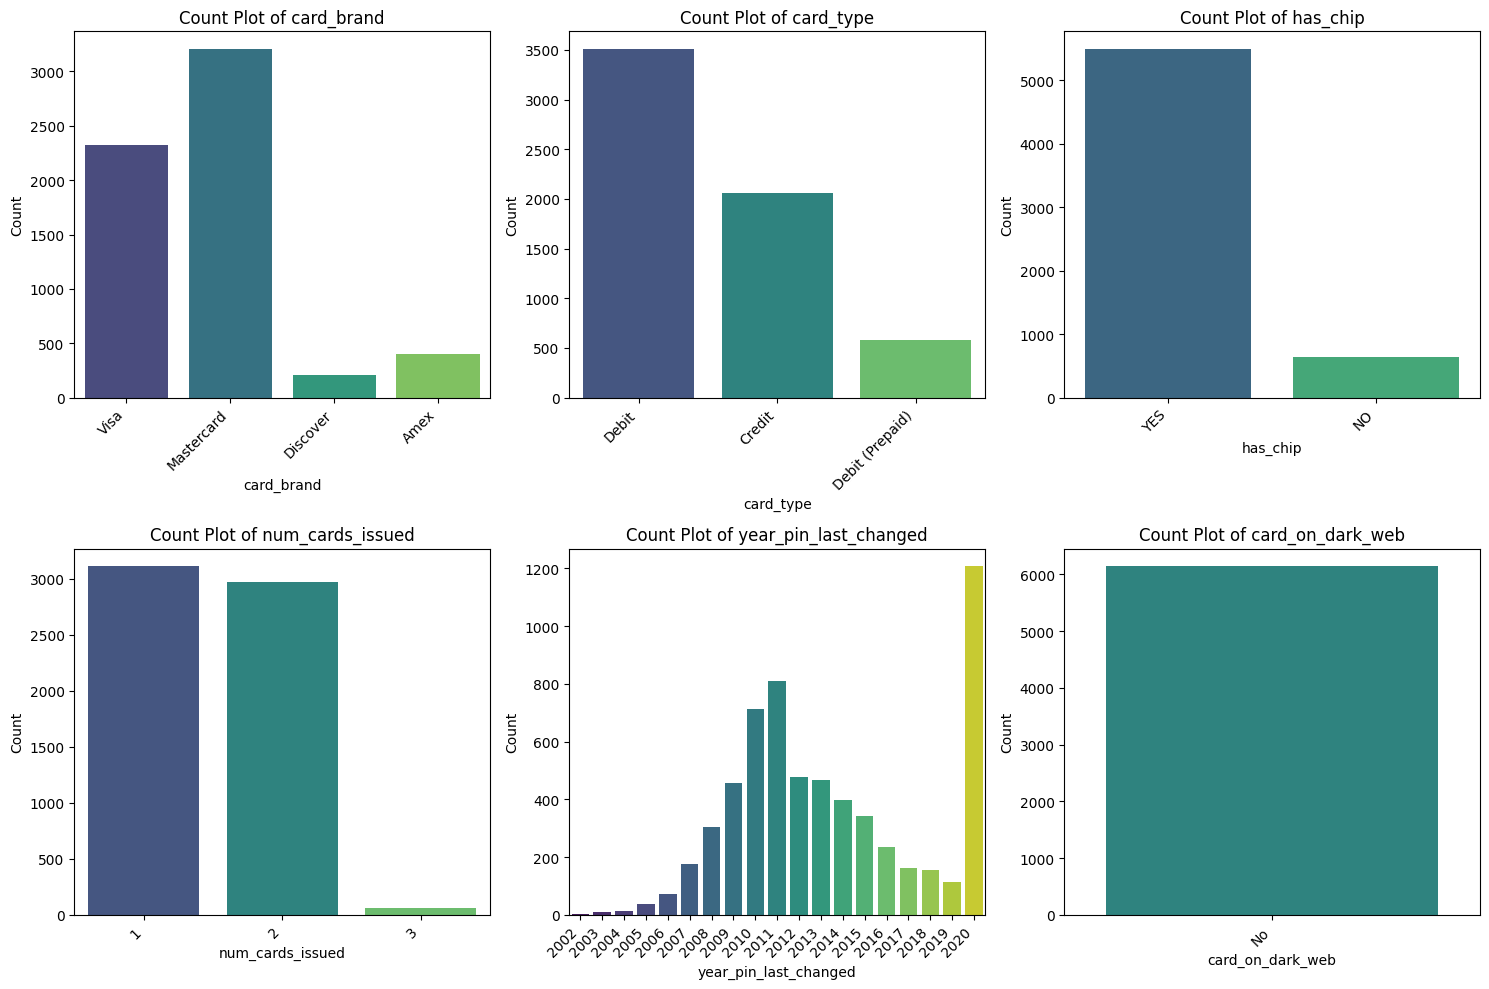 Count Plot of card_brand
Count
3000
2500
2000
1500
1000
500
0
Visa
Mastercard
Discover
Amex
card_brand
Count Plot of card_type
Count
3500
3000
2500
2000
1500
1000
500
0
Debit
Credit
Debit (Prepaid)
card_type
Count Plot of has_chip
Count
5000
4000
3000
2000
1000
0
YES
NO
has_chip
Count Plot of num_cards_issued
Count
3000
2500
2000
1500
1000
500
0
1
2
3
num_cards_issued
Count Plot of year_pin_last_changed
Count
1200
1000
800
600
400
200
0
2002
2003
2004
2005
2006
2007
2008
2009
2010
2011
2012
2013
2014
2015
2016
2017
2018
2019
2020
year_pin_last_changed
Count Plot of card_on_dark_web
Count
6000
5000
4000
3000
2000
1000
0
No
card_on_dark_web